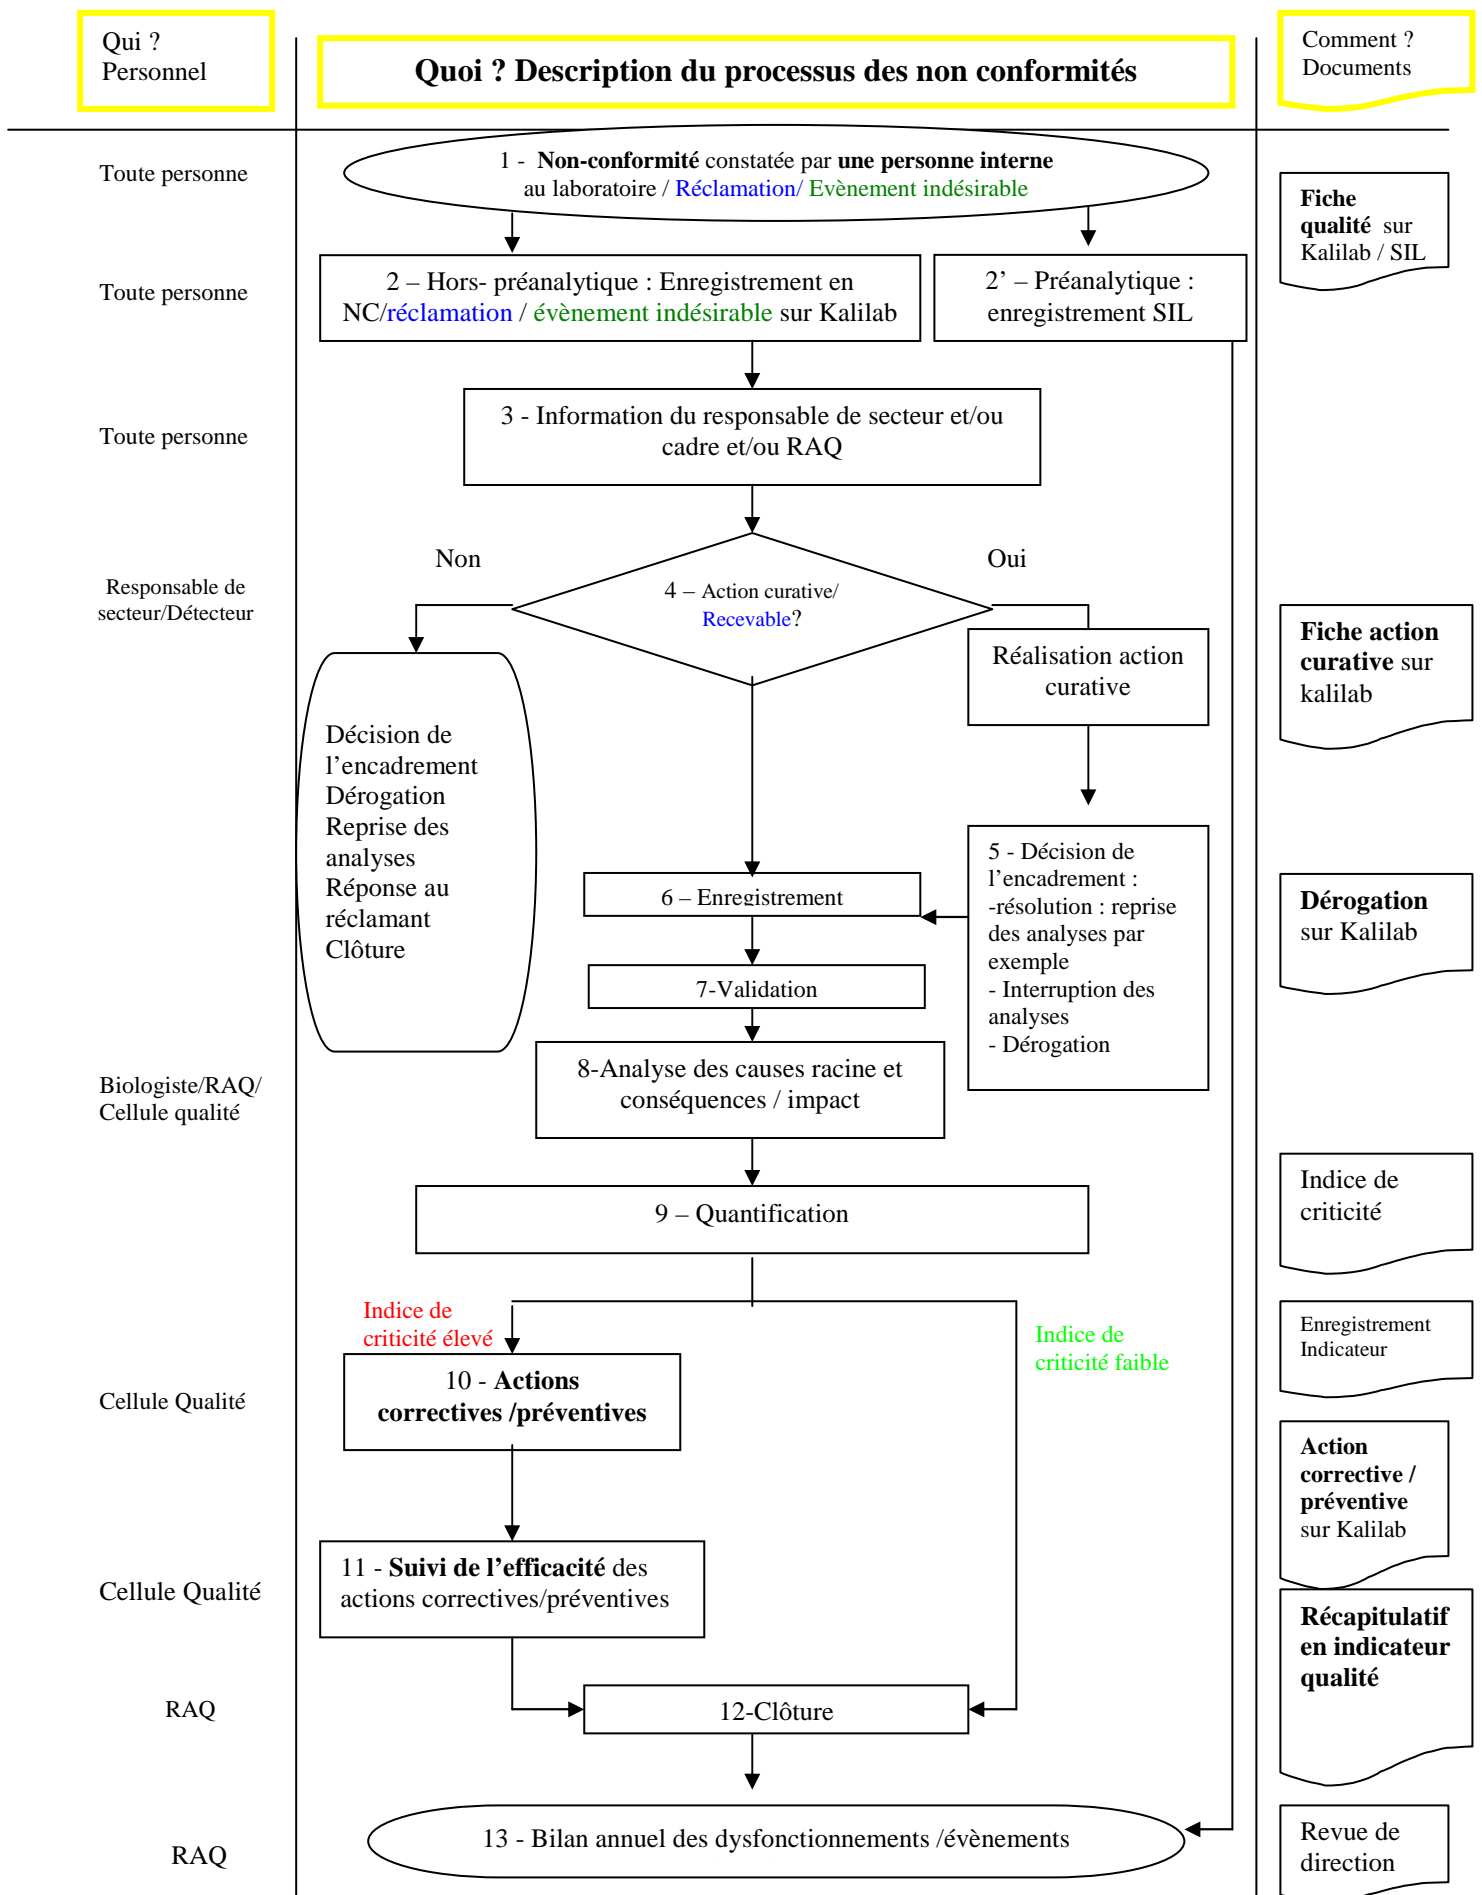 Qui ?
Personnel
Quoi ? Description du processus des non conformités
Comment ?
Documents
Toute personne
1 - Non-conformité constatée par une personne interne
au laboratoire / Réclamation/ Evènement indésirable
Fiche
qualité sur
Kalilab / SIL
Toute personne
2 – Hors- préanalytique : Enregistrement en
NC/réclamation / évènement indésirable sur Kalilab
2’ – Préanalytique :
enregistrement SIL
Toute personne
3 - Information du responsable de secteur et/ou
cadre et/ou RAQ
Non
Oui
Responsable de
secteur/Détecteur
4 – Action curative/
Recevable?
Réalisation action
curative
Fiche action
curative sur
kalilab
Décision de
l’encadrement
Dérogation
Reprise des
analyses
Réponse au
réclamant
Clôture
5 - Décision de
l’encadrement :
-résolution : reprise
des analyses par
exemple
- Interruption des
analyses
- Dérogation
6 – Enregistrement
Dérogation
sur Kalilab
7-Validation
Biologiste/RAQ/
Cellule qualité
8-Analyse des causes racine et
conséquences / impact
9 – Quantification
Indice de
criticité
Indice de
criticité élevé
Indice de
criticité faible
Enregistrement
Indicateur
Cellule Qualité
10 - Actions
correctives /préventives
Action
corrective /
préventive
sur Kalilab
Cellule Qualité
11 - Suivi de l’efficacité des
actions correctives/préventives
Récapitulatif
en indicateur
qualité
RAQ
12-Clôture
RAQ
13 - Bilan annuel des dysfonctionnements /évènements
Revue de
direction